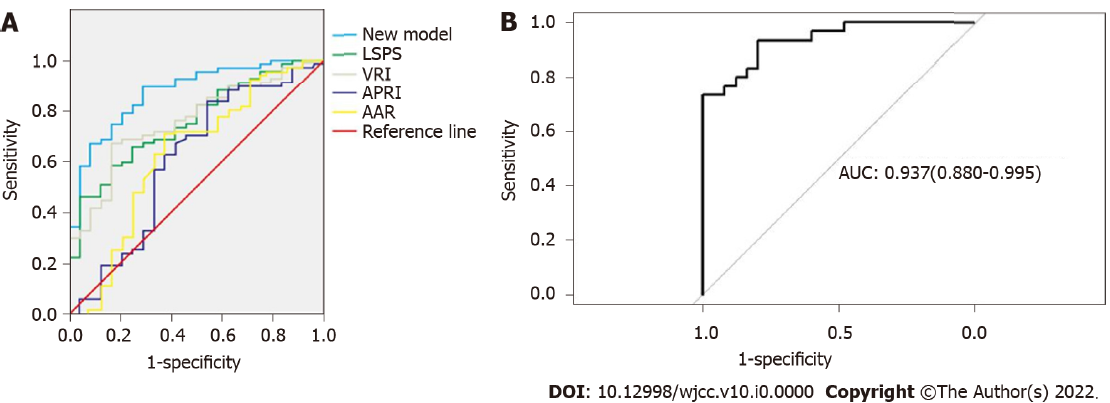 A
New model
LSPS
VRI
APRI
AAR
Reference line
Sensitivity
1.0
0.8
0.6
0.4
0.2
0.0
0.0 0.2 0.4 0.6 0.8 1.0
1-specificity
B
Sensitivity
1.0
0.8
0.6
0.4
0.2
0.0
AUC: 0.937(0.880-0.995)
1.0 0.5 0.0
1-specificity
DOI: 10.12998/wjcc.v10.i0.0000 Copyright ©The Author(s) 2022.